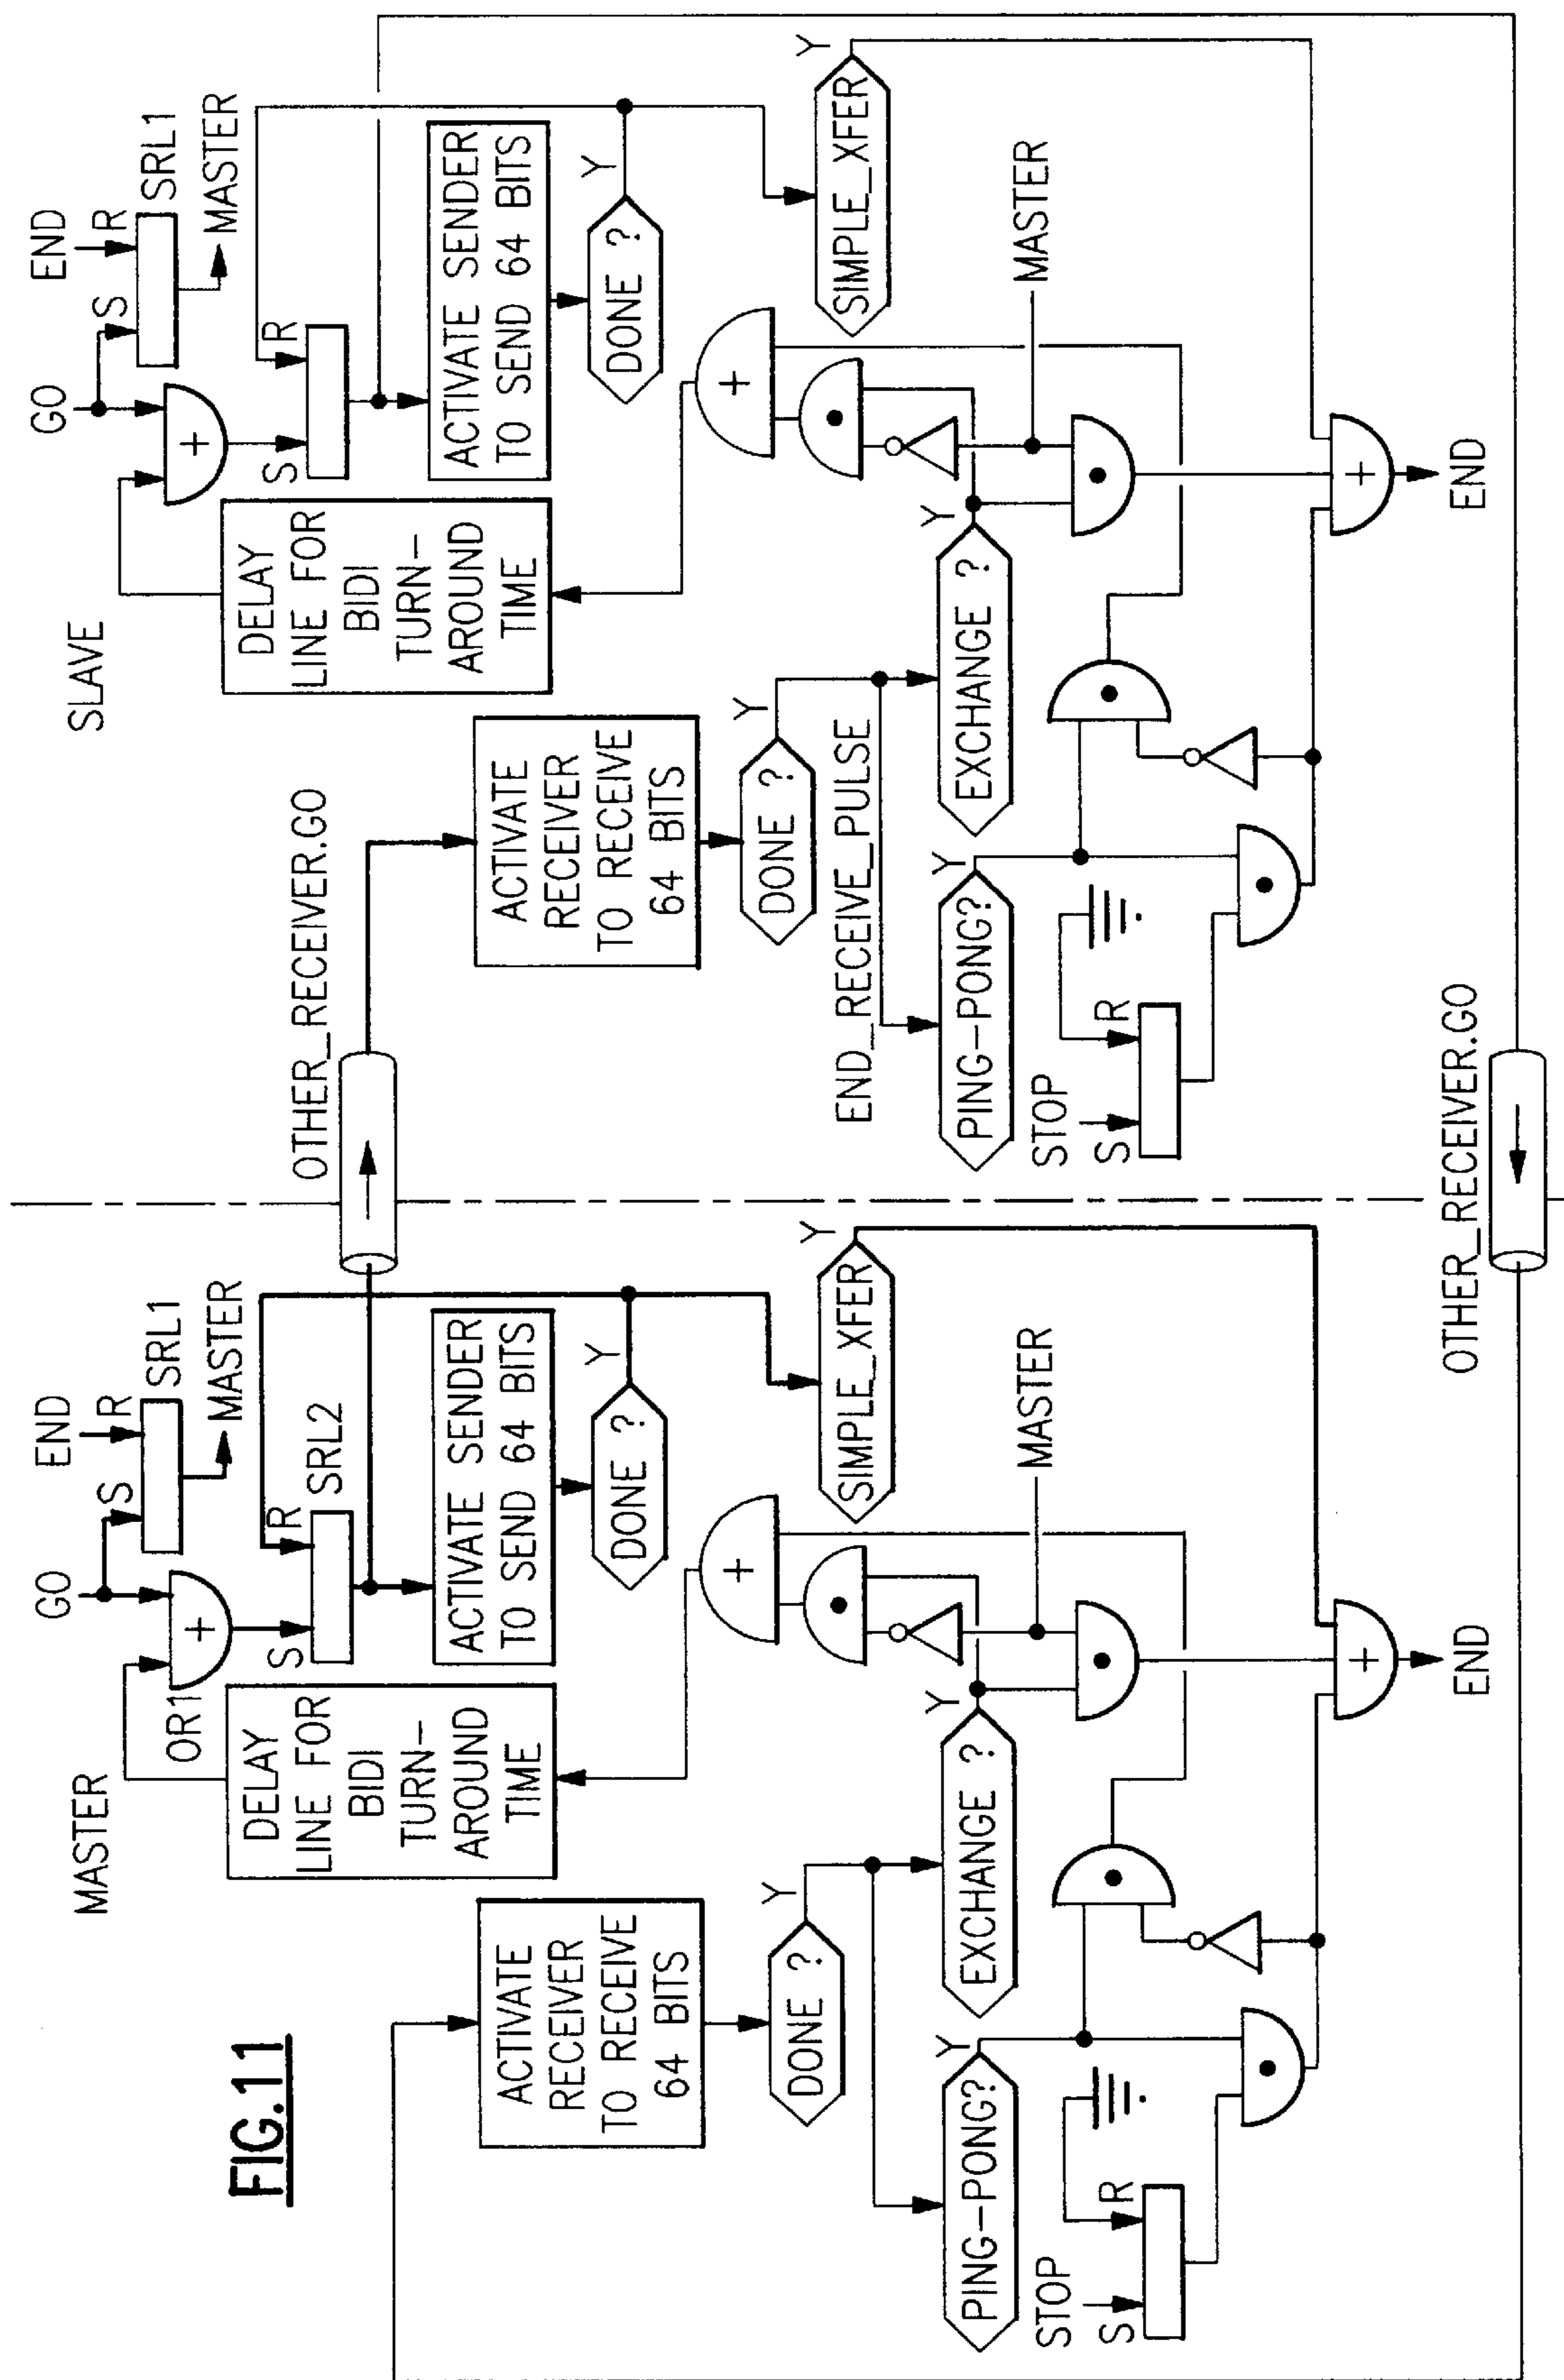 FIG.11
MASTER
GO
END
S
R
SRL1
MASTER
OR1
+
S
R
SRL2
DELAY
LINE FOR
BIDI
TURN-
AROUND
TIME
ACTIVATE SENDER
TO SEND 64 BITS
DONE ?
Y
ACTIVATE
RECEIVER
TO RECEIVE
64 BITS
DONE ?
Y
+
SIMPLE_XFER
Y
PING-PONG?
Y
EXCHANGE ?
Y
MASTER
STOP
S
R
+
END
OTHER_RECEIVER.GO
SLAVE
GO
END
S
R
SRL1
MASTER
+
S
R
DELAY
LINE FOR
BIDI
TURN-
AROUND
TIME
ACTIVATE SENDER
TO SEND 64 BITS
DONE ?
Y
ACTIVATE
RECEIVER
TO RECEIVE
64 BITS
DONE ?
Y
END_RECEIVE_PULSE
+
SIMPLE_XFER
Y
PING-PONG?
Y
EXCHANGE ?
Y
MASTER
STOP
S
R
+
END
OTHER_RECEIVER.GO